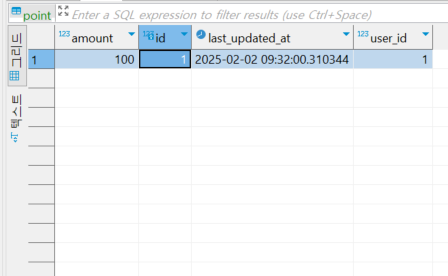 point Enter a SQL expression to filter results (use Ctrl+Space)
123 amount 123 id last_updated_at 123 user_id
1 100 1 2025-02-02 09:32:00.310344 1
그리드
텍스트